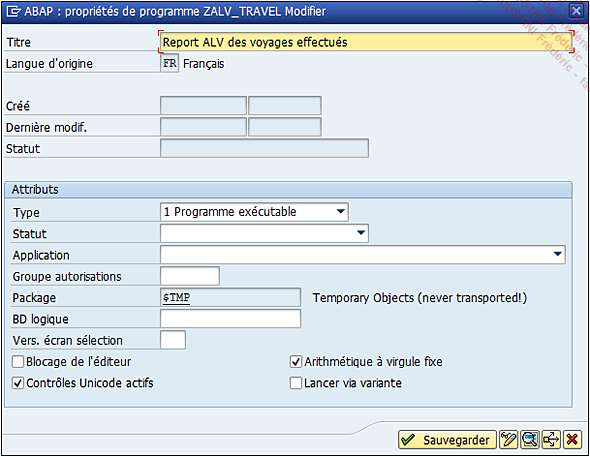 ABAP : propriétés de programme ZALV_TRAVEL Modifier
Titre Report ALV des voyages effectués
Langue d'origine FR Français
Créé
Dernière modif.
Statut
Attributs
Type 1 Programme exécutable
Statut
Application
Groupe autorisations
Package $TMP Temporary Objects (never transported!)
BD logique
Vers. écran sélection
Blocage de l'éditeur Arithmétique à virgule fixe
Contrôles Unicode actifs Lancer via variante
Sauvegarder